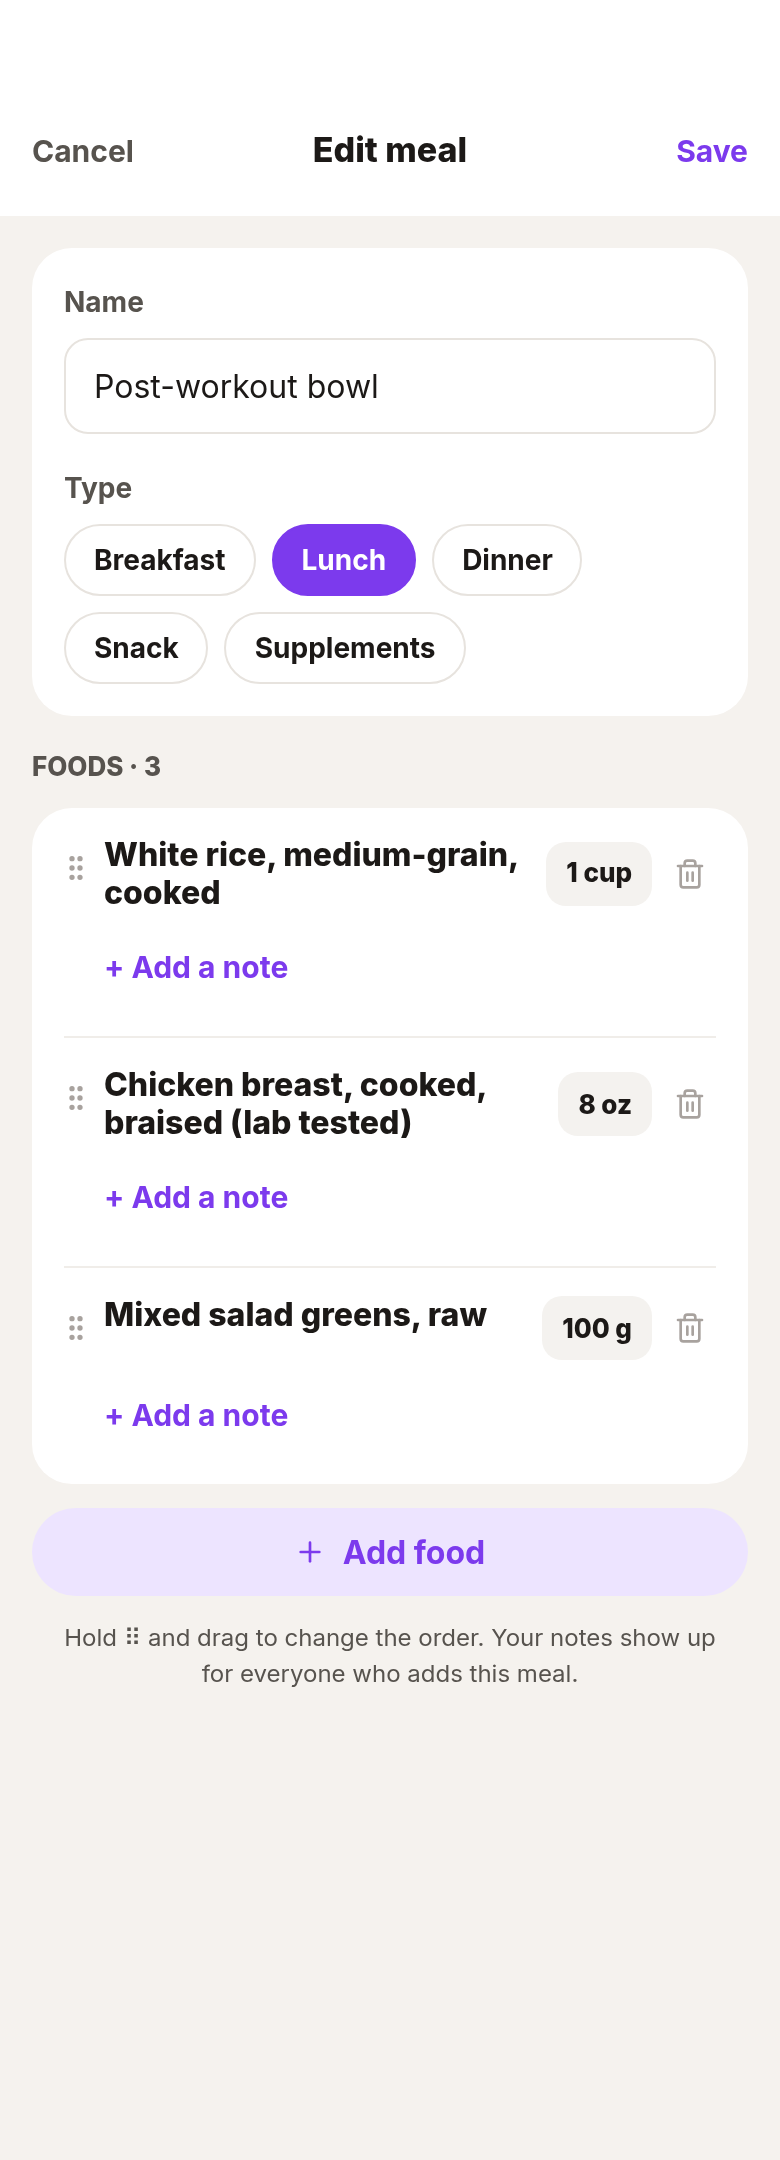 Cancel
Edit meal
Save
Name
Post-workout bowl
Type
Breakfast
Lunch
Dinner
Snack
Supplements
FOODS · 3
White rice, medium-grain,
cooked
1 cup
+ Add a note
Chicken breast, cooked,
braised (lab tested)
8 oz
+ Add a note
Mixed salad greens, raw
100 g
+ Add a note
+ Add food
Hold ⠿ and drag to change the order. Your notes show up
for everyone who adds this meal.